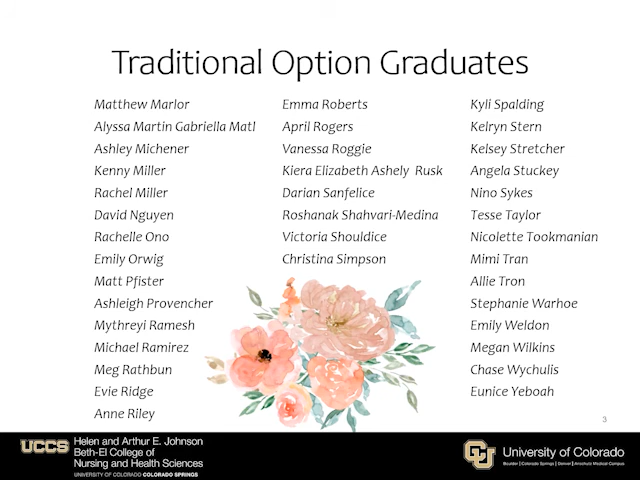 Traditional Option Graduates
Matthew Marlor
Alyssa Martin Gabriella Matl
Ashley Michener
Kenny Miller
Rachel Miller
David Nguyen
Rachelle Ono
Emily Orwig
Matt Pfister
Ashleigh Provencher
Mythreyi Ramesh
Michael Ramirez
Meg Rathbun
Evie Ridge
Anne Riley
Emma Roberts
April Rogers
Vanessa Roggie
Kiera Elizabeth Ashely Rusk
Darian Sanfelice
Roshanak Shahvari-Medina
Victoria Shouldice
Christina Simpson
Kyli Spalding
Kelryn Stern
Kelsey Stretcher
Angela Stuckey
Nino Sykes
Tesse Taylor
Nicolette Tookmanian
Mimi Tran
Allie Tron
Stephanie Warhoe
Emily Weldon
Megan Wilkins
Chase Wychulis
Eunice Yeboah
3
UCCS
Helen and Arthur E. Johnson
Beth-El College of
Nursing and Health Sciences
UNIVERSITY OF COLORADO COLORADO SPRINGS
CU
University of Colorado
Boulder | Colorado Springs | Denver | Anschutz Medical Campus